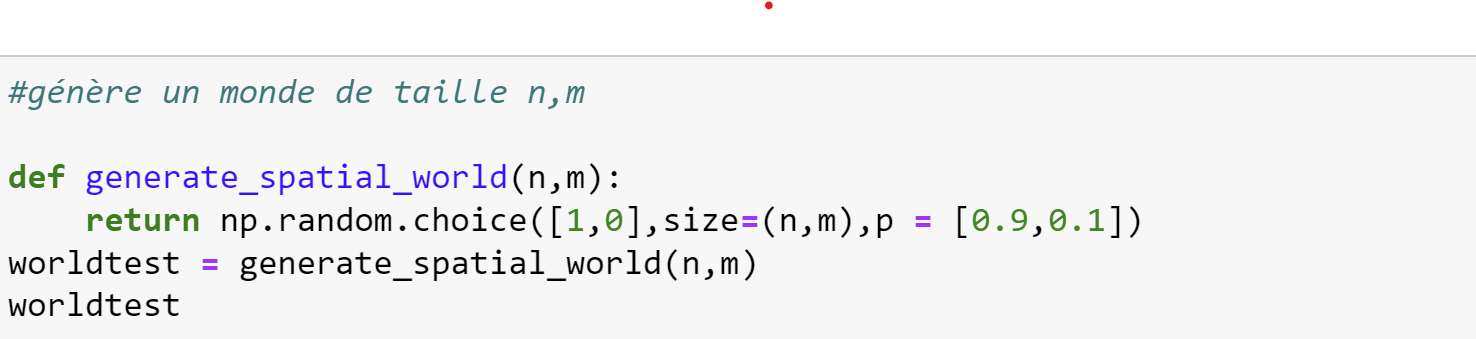 #génère un monde de taille n,m
def generate_spatial_world(n,m):
    return np.random.choice([1,0],size=(n,m),p = [0.9,0.1])
worldtest = generate_spatial_world(n,m)
worldtest